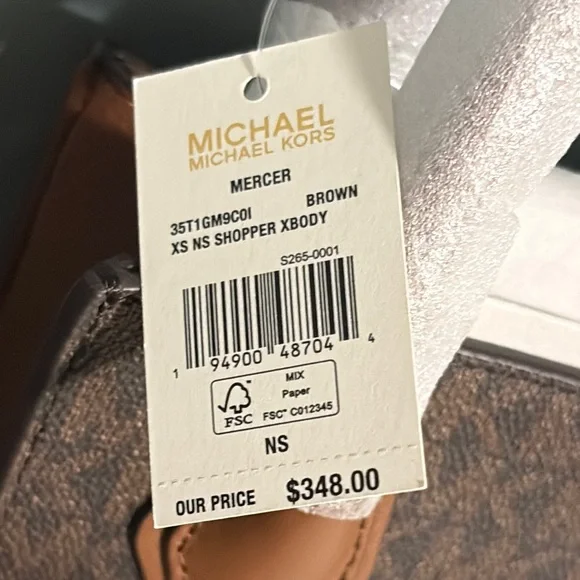 MICHAEL
MICHAEL KORS
MERCER
35T1GM9C0I BROWN
XS NS SHOPPER XBODY
S265-0001
1 94900 48704 4
FSC
MIX
Paper
FSC™ C012345
NS
OUR PRICE $348.00